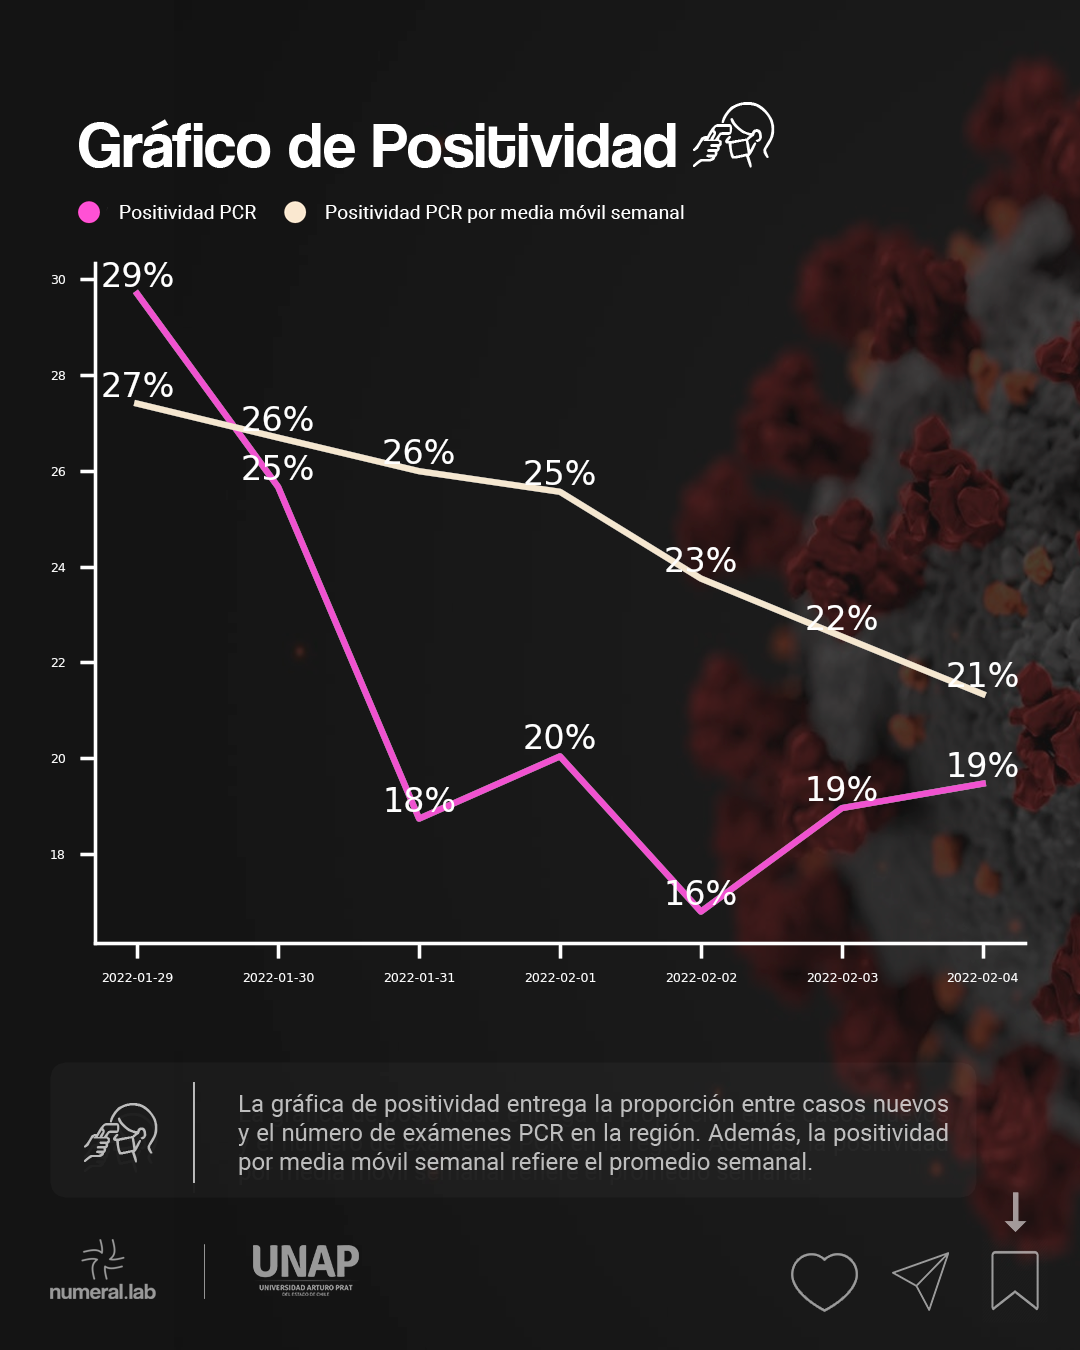 Gráfico de Positividad
Positividad PCR
Positividad PCR por media móvil semanal
30
28
26
24
22
20
18
29%
27%
26%
25%
26%
25%
23%
22%
21%
18%
20%
16%
19%
19%
2022-01-29
2022-01-30
2022-01-31
2022-02-01
2022-02-02
2022-02-03
2022-02-04
La gráfica de positividad entrega la proporción entre casos nuevos
y el número de exámenes PCR en la región. Además, la positividad
por media móvil semanal refiere el promedio semanal.
numeral.lab
UNAP
UNIVERSIDAD ARTURO PRAT
DEL ESTADO DE CHILE